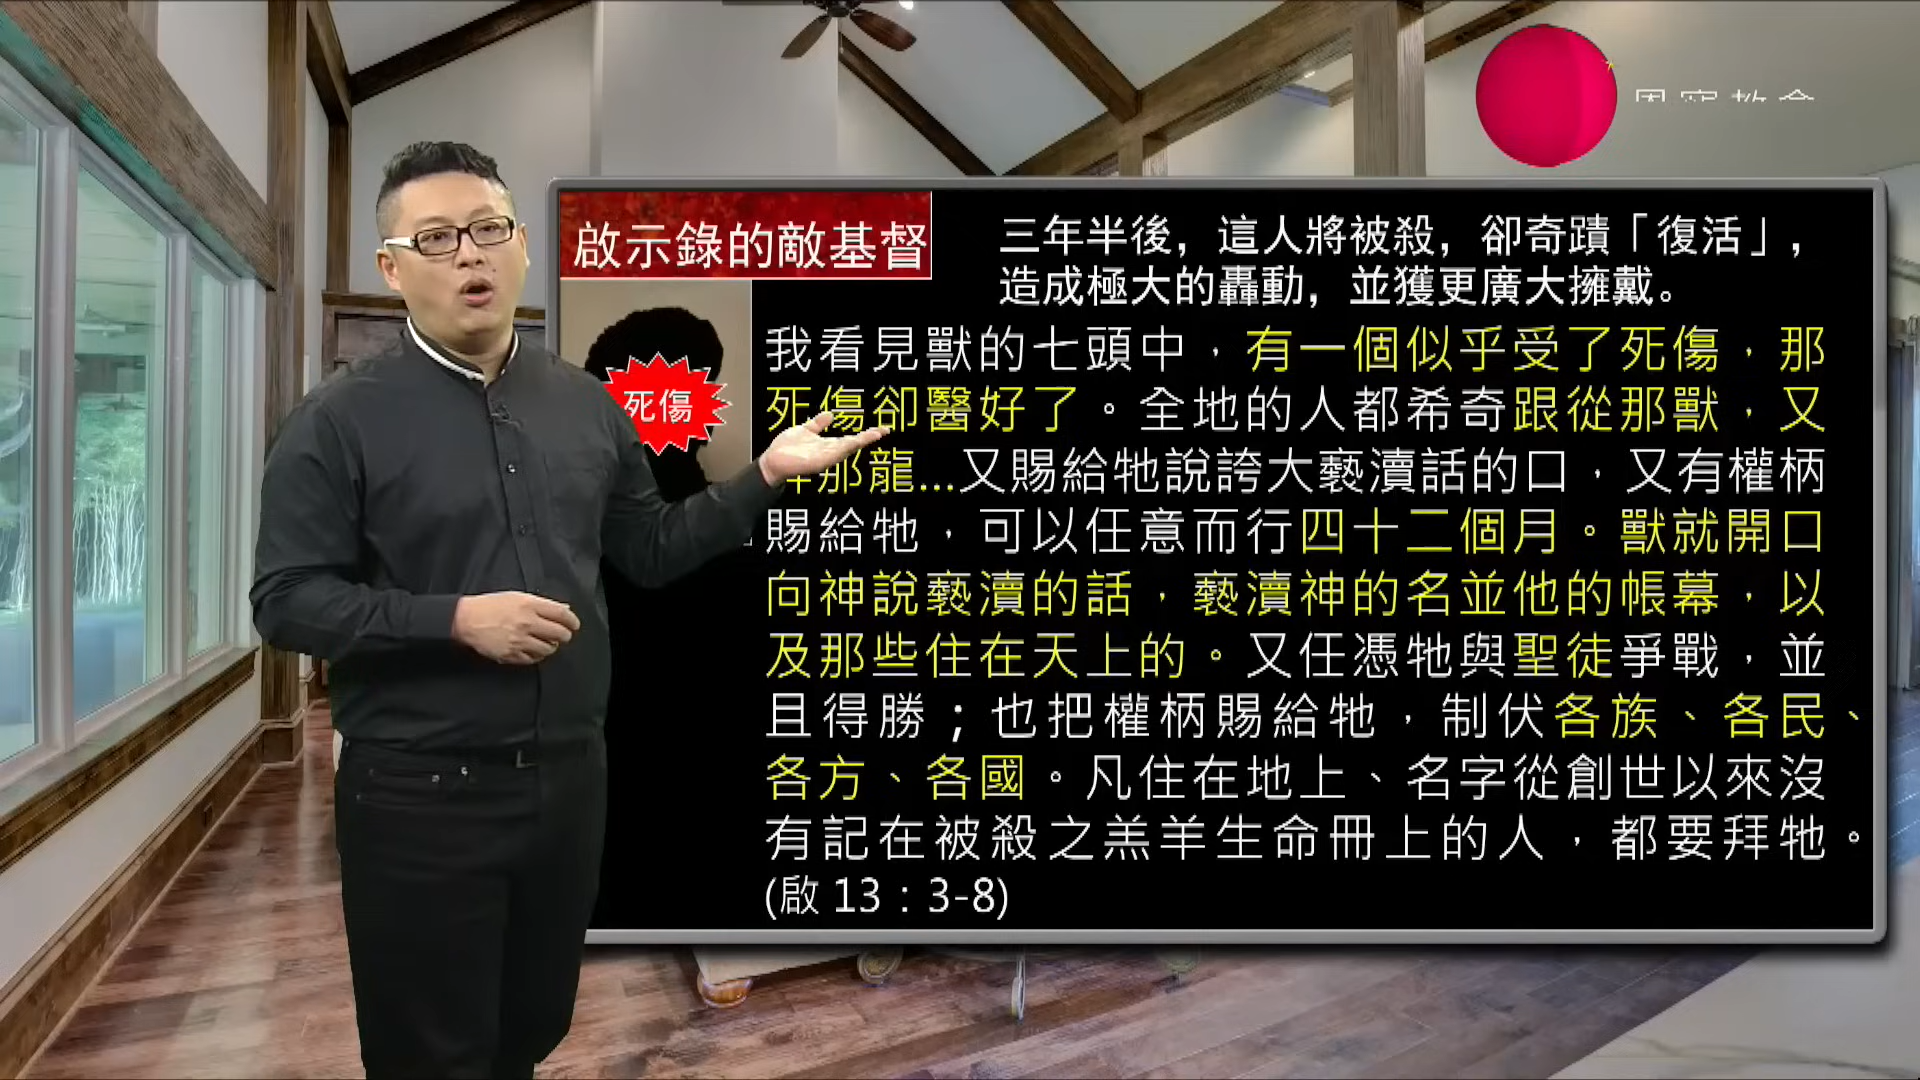 啟示錄的敵基督
三年半後，這人將被殺，卻奇蹟「復活」，
造成極大的轟動，並獲更廣大擁戴。
死傷
我看見獸的七頭中，有一個似乎受了死傷，那
死傷卻醫好了。全地的人都希奇跟從那獸，又
那龍…又賜給牠說誇大褻瀆話的口，又有權柄
賜給牠，可以任意而行四十二個月。獸就開口
向神說褻瀆的話，褻瀆神的名並他的帳幕，以
及那些住在天上的。又任憑牠與聖徒爭戰，並
且得勝；也把權柄賜給牠，制伏各族、各民、
各方、各國。凡住在地上、名字從創世以來沒
有記在被殺之羔羊生命冊上的人，都要拜牠。
(啟 13：3-8)